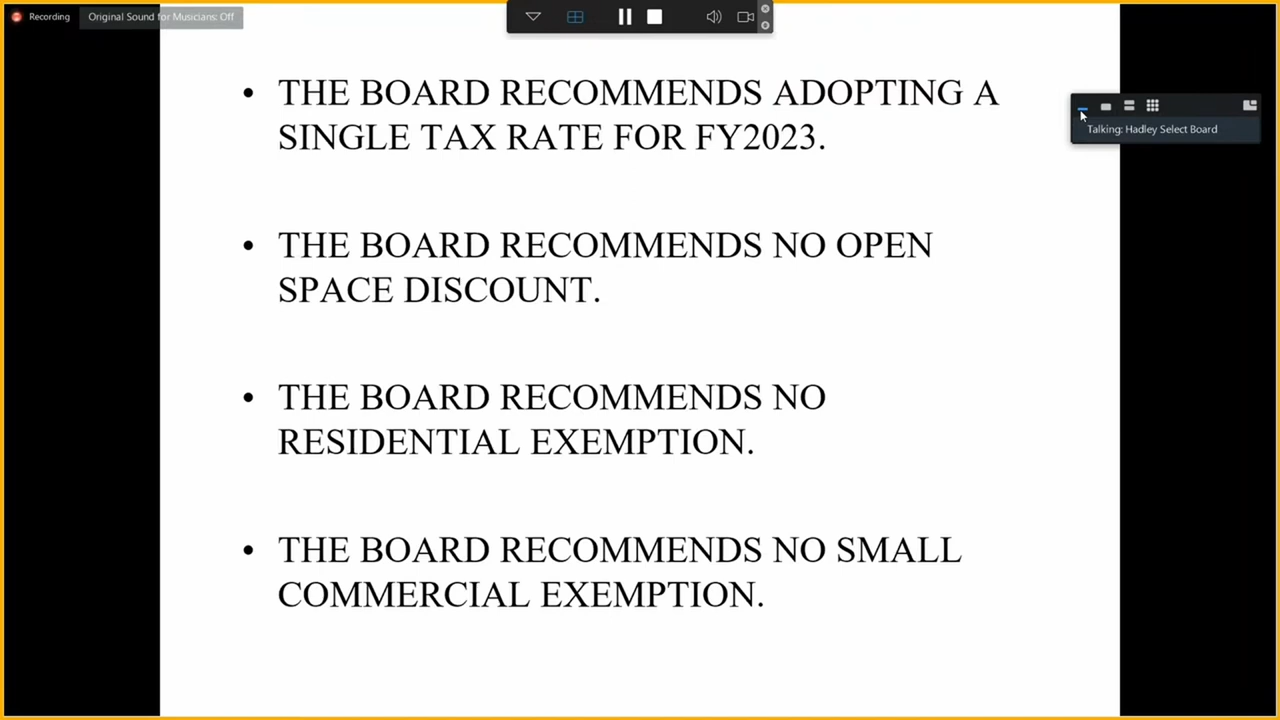 Recording
Original Sound for Musicians: Off
• THE BOARD RECOMMENDS ADOPTING A
SINGLE TAX RATE FOR FY2023.
Talking: Hadley Select Board
• THE BOARD RECOMMENDS NO OPEN
SPACE DISCOUNT.
• THE BOARD RECOMMENDS NO
RESIDENTIAL EXEMPTION.
• THE BOARD RECOMMENDS NO SMALL
COMMERCIAL EXEMPTION.